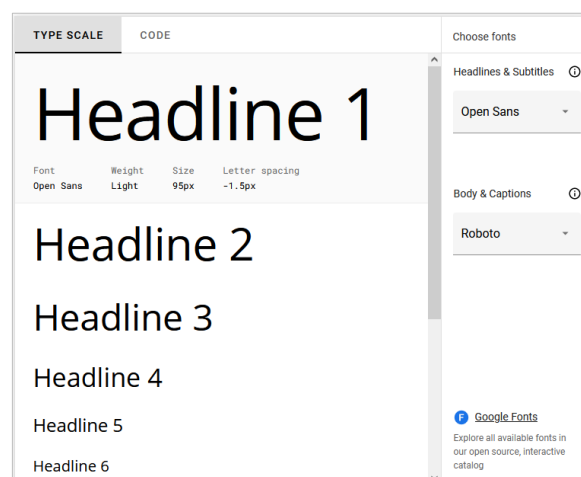 TYPE SCALE CODE
Choose fonts
Headline 1
Font Weight Size Letter spacing
Open Sans Light 95px -1.5px
Headline 2
Headline 3
Headline 4
Headline 5
Headline 6
Headlines & Subtitles
Open Sans
Body & Captions
Roboto
F Google Fonts
Explore all available fonts in
our open source, interactive
catalog